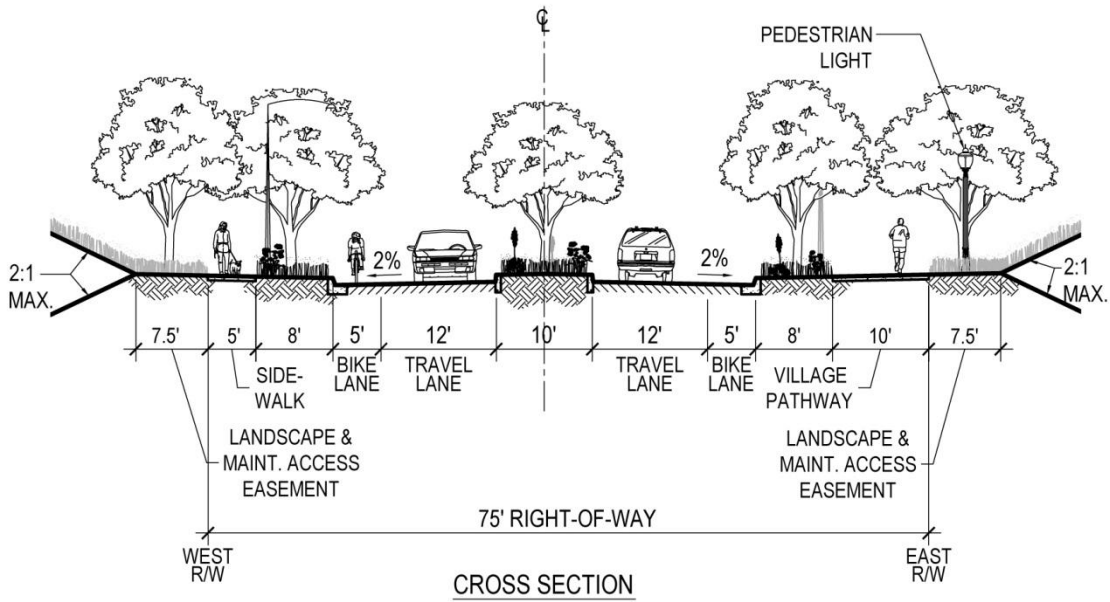 ℄
PEDESTRIAN
LIGHT
2:1
MAX.
2%
2%
2:1
MAX.
7.5' 5' 8' 5' 12' 10' 12' 5' 8' 10' 7.5'
SIDE-
WALK
BIKE
LANE
TRAVEL
LANE
TRAVEL
LANE
BIKE
LANE
VILLAGE
PATHWAY
LANDSCAPE &
MAINT. ACCESS
EASEMENT
LANDSCAPE &
MAINT. ACCESS
EASEMENT
75' RIGHT-OF-WAY
WEST
R/W
EAST
R/W
CROSS SECTION